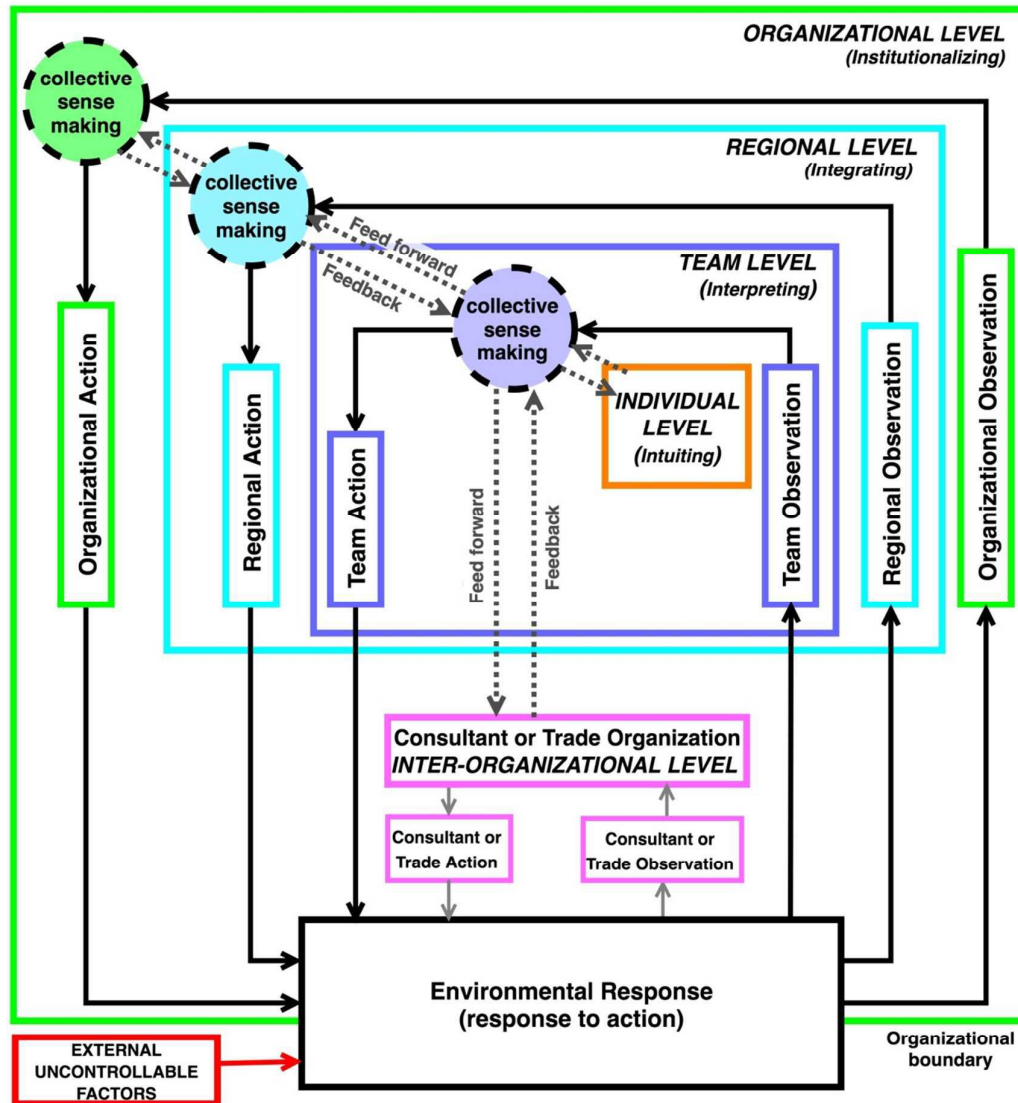 ORGANIZATIONAL LEVEL
(Institutionalizing)
collective
sense
making
REGIONAL LEVEL
(Integrating)
collective
sense
making
Feed forward
Feedback
TEAM LEVEL
(Interpreting)
collective
sense
making
INDIVIDUAL
LEVEL
(Intuiting)
Organizational Action
Regional Action
Team Action
Feed forward
Feedback
Team Observation
Regional Observation
Organizational Observation
Consultant or Trade Organization
INTER-ORGANIZATIONAL LEVEL
Consultant or
Trade Action
Consultant or
Trade Observation
Environmental Response
(response to action)
Organizational
boundary
EXTERNAL
UNCONTROLLABLE
FACTORS